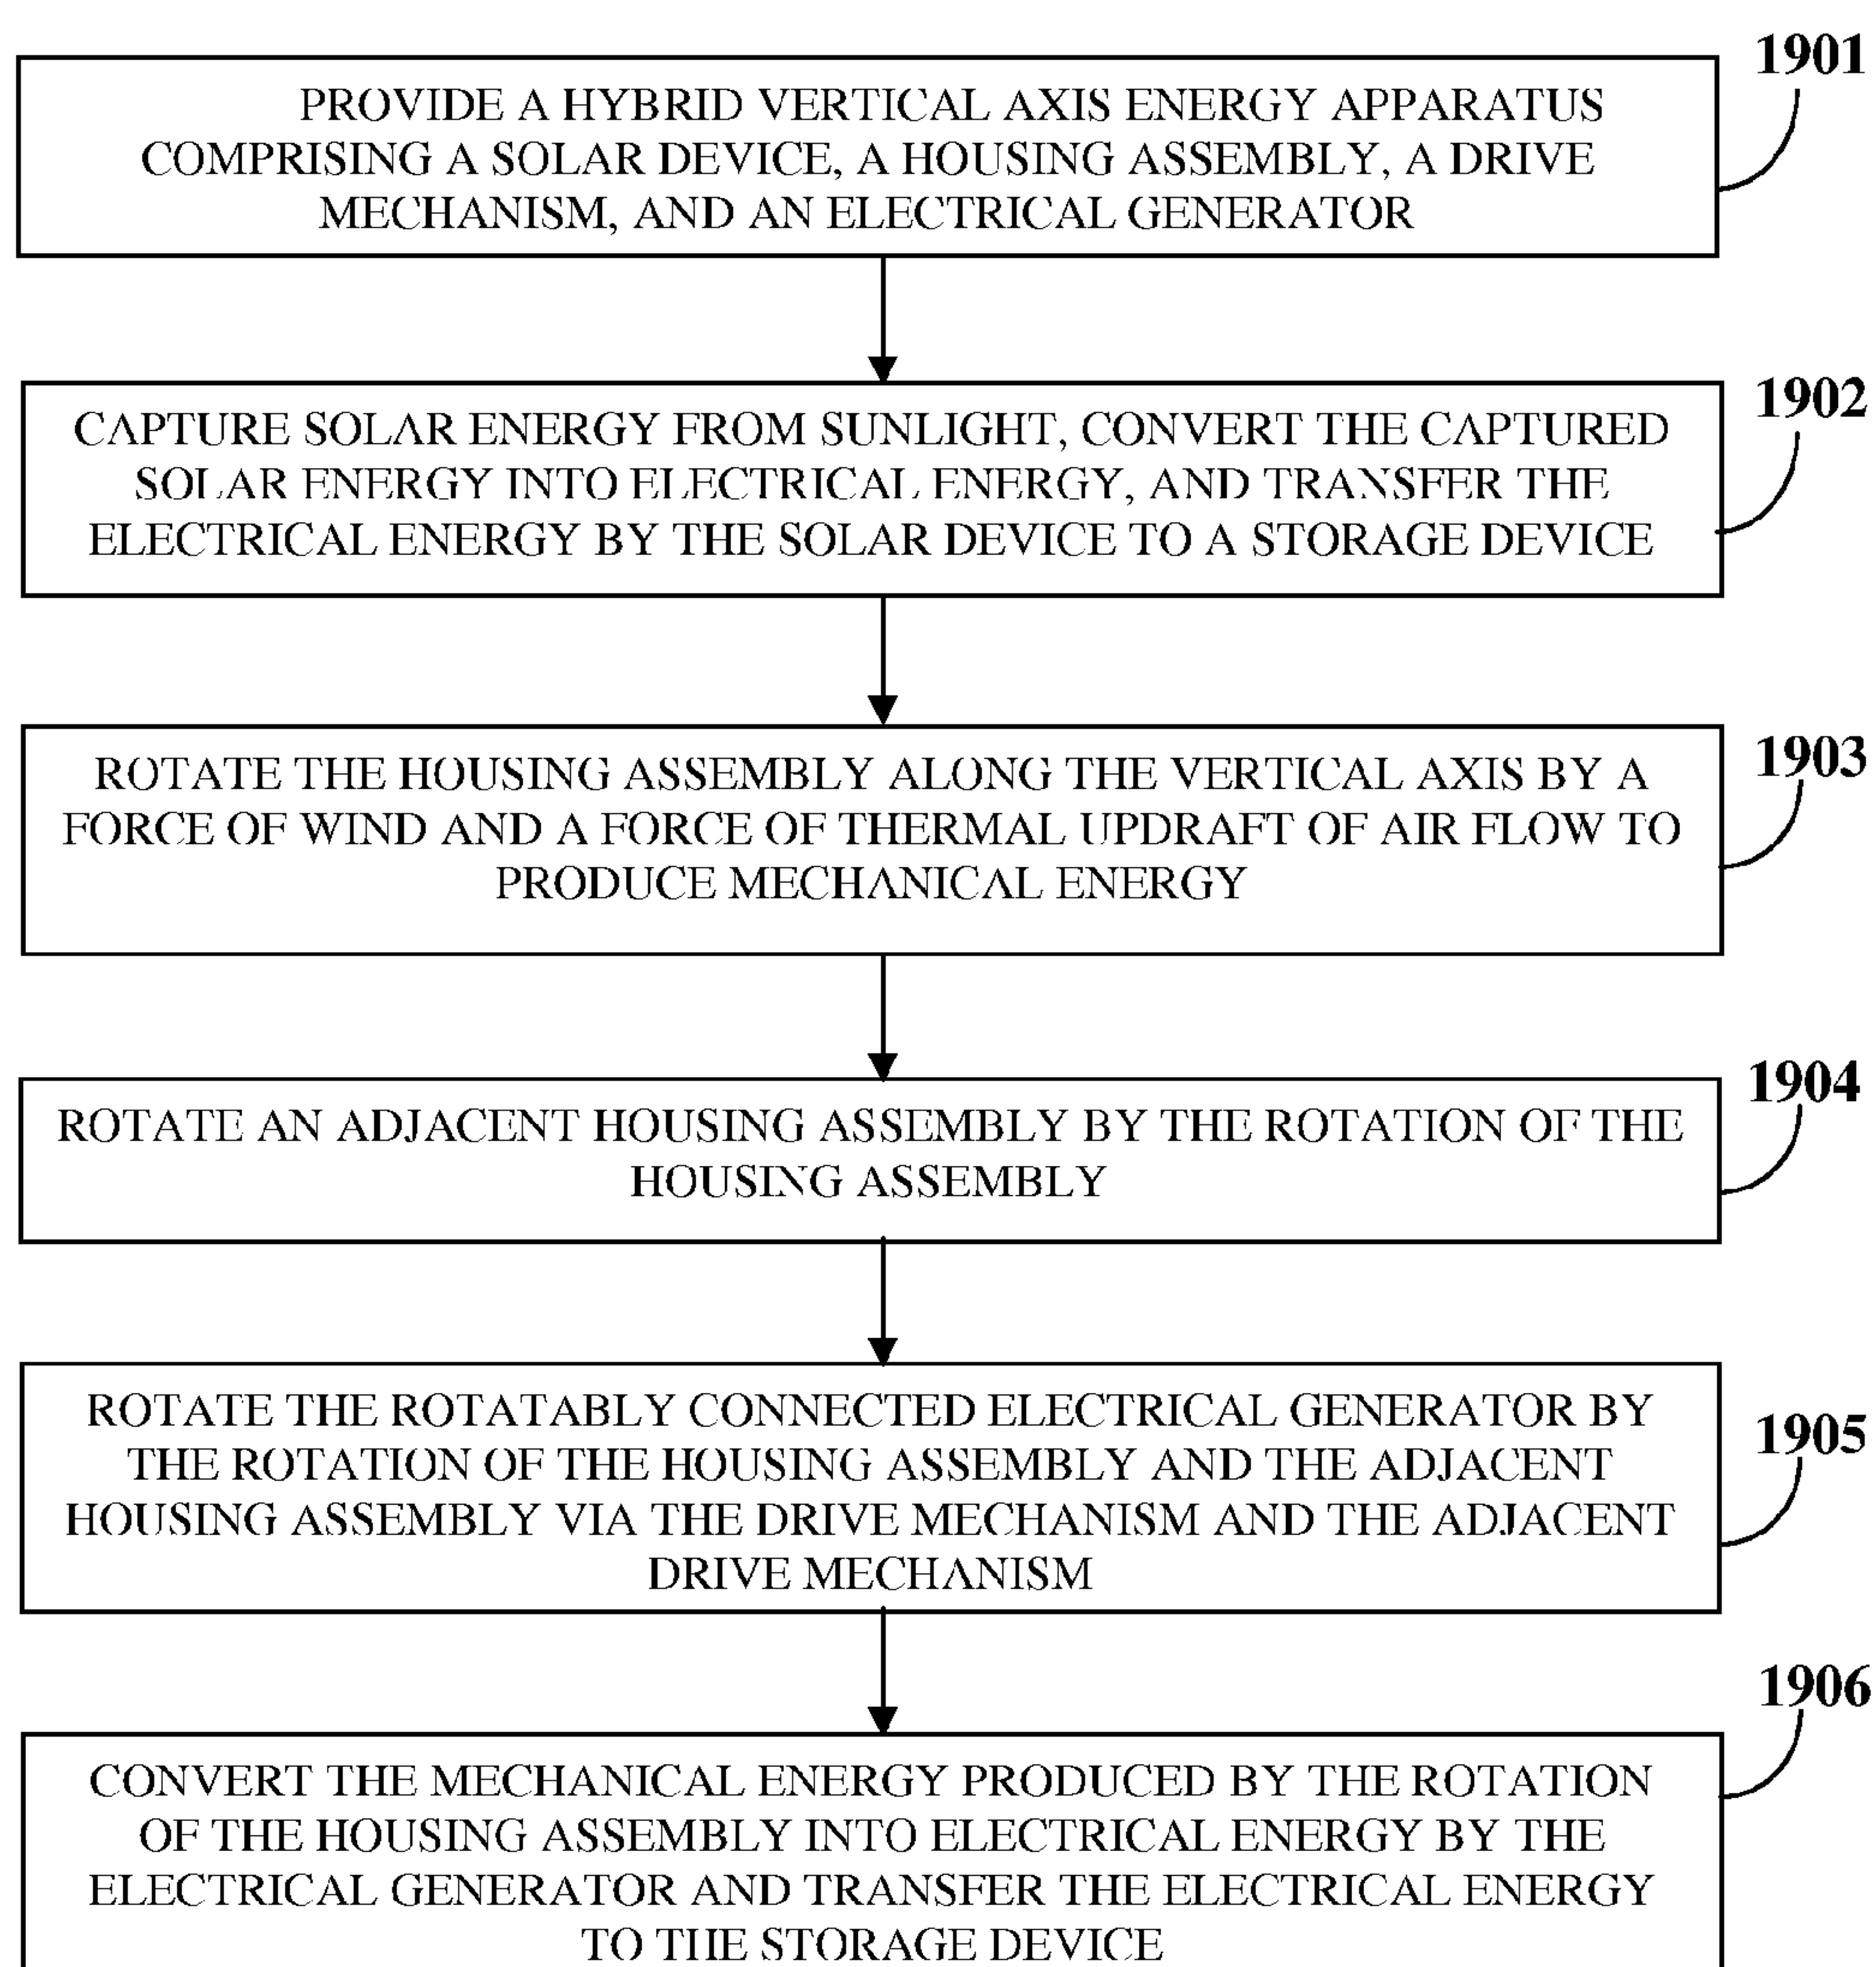 1901
PROVIDE A HYBRID VERTICAL AXIS ENERGY APPARATUS
COMPRISING A SOLAR DEVICE, A HOUSING ASSEMBLY, A DRIVE
MECHANISM, AND AN ELECTRICAL GENERATOR
1902
CAPTURE SOLAR ENERGY FROM SUNLIGHT, CONVERT THE CAPTURED
SOLAR ENERGY INTO ELECTRICAL ENERGY, AND TRANSFER THE
ELECTRICAL ENERGY BY THE SOLAR DEVICE TO A STORAGE DEVICE
1903
ROTATE THE HOUSING ASSEMBLY ALONG THE VERTICAL AXIS BY A
FORCE OF WIND AND A FORCE OF THERMAL UPDRAFT OF AIR FLOW TO
PRODUCE MECHANICAL ENERGY
1904
ROTATE AN ADJACENT HOUSING ASSEMBLY BY THE ROTATION OF THE
HOUSING ASSEMBLY
1905
ROTATE THE ROTATABLY CONNECTED ELECTRICAL GENERATOR BY
THE ROTATION OF THE HOUSING ASSEMBLY AND THE ADJACENT
HOUSING ASSEMBLY VIA THE DRIVE MECHANISM AND THE ADJACENT
DRIVE MECHANISM
1906
CONVERT THE MECHANICAL ENERGY PRODUCED BY THE ROTATION
OF THE HOUSING ASSEMBLY INTO ELECTRICAL ENERGY BY THE
ELECTRICAL GENERATOR AND TRANSFER THE ELECTRICAL ENERGY
TO THE STORAGE DEVICE